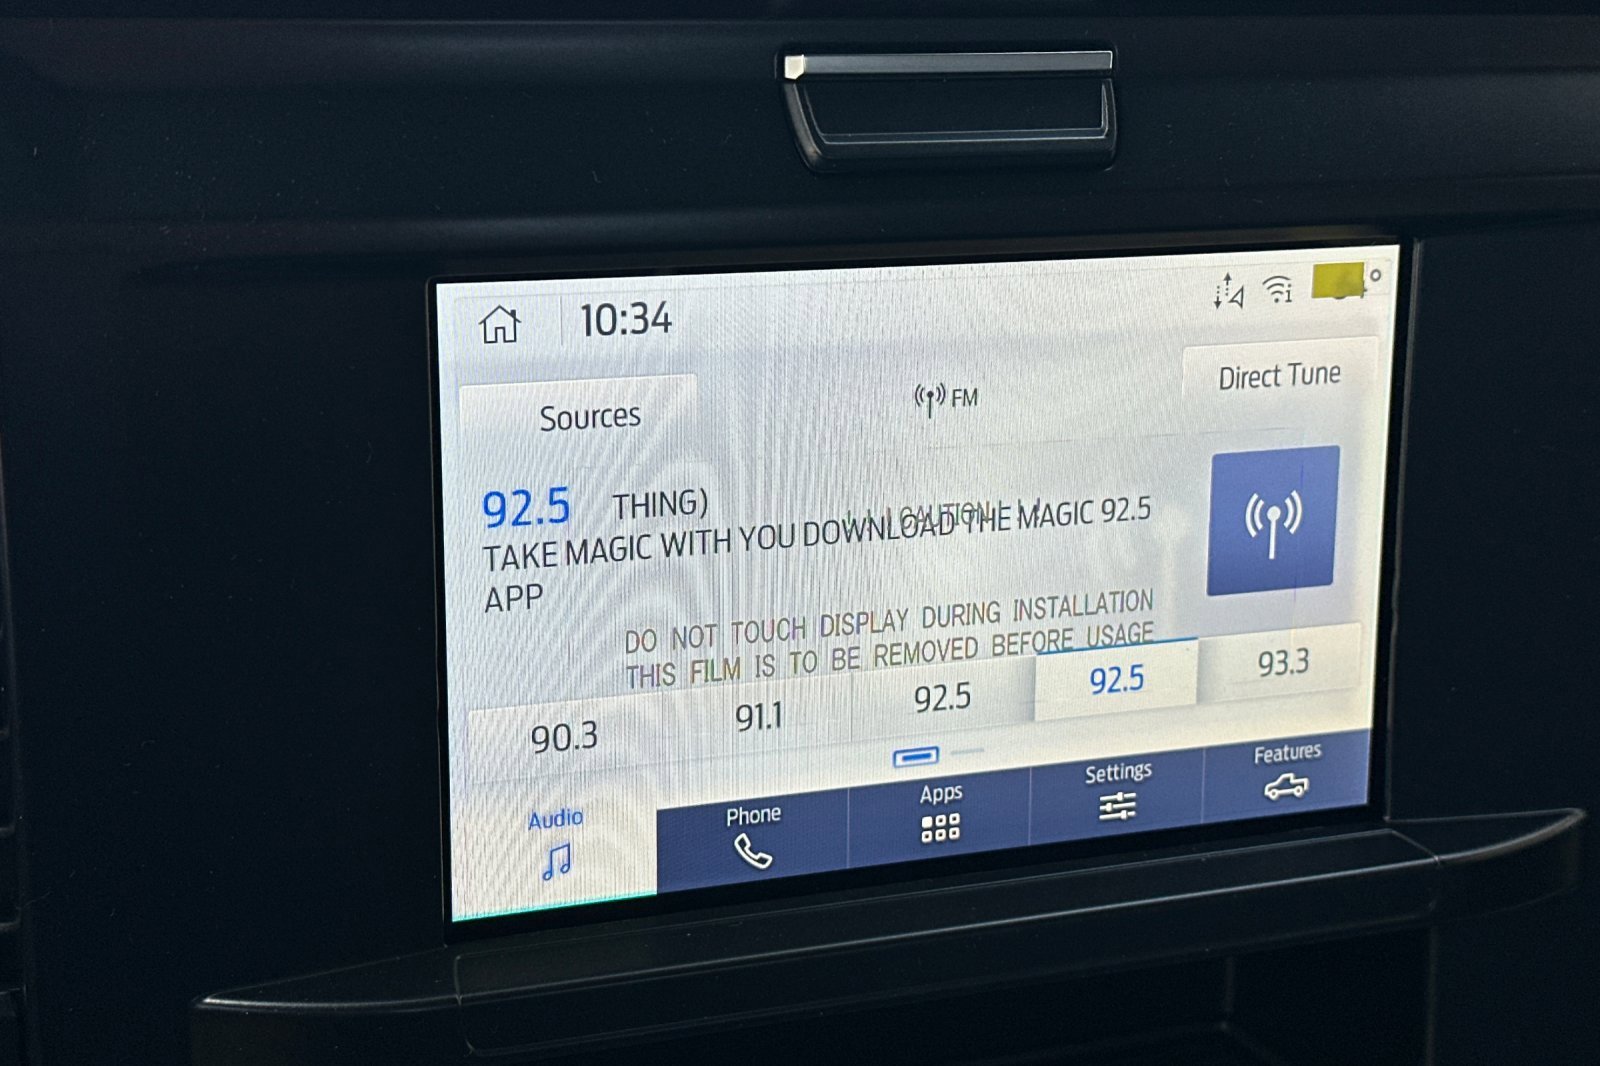 10:34
Sources
FM
Direct Tune
92.5 THING)
TAKE MAGIC WITH YOU DOWNLOAD THE MAGIC 92.5
APP
CAUTION
DO NOT TOUCH DISPLAY DURING INSTALLATION
THIS FILM IS TO BE REMOVED BEFORE USAGE
90.3
91.1
92.5
92.5
93.3
Audio
Phone
Apps
Settings
Features